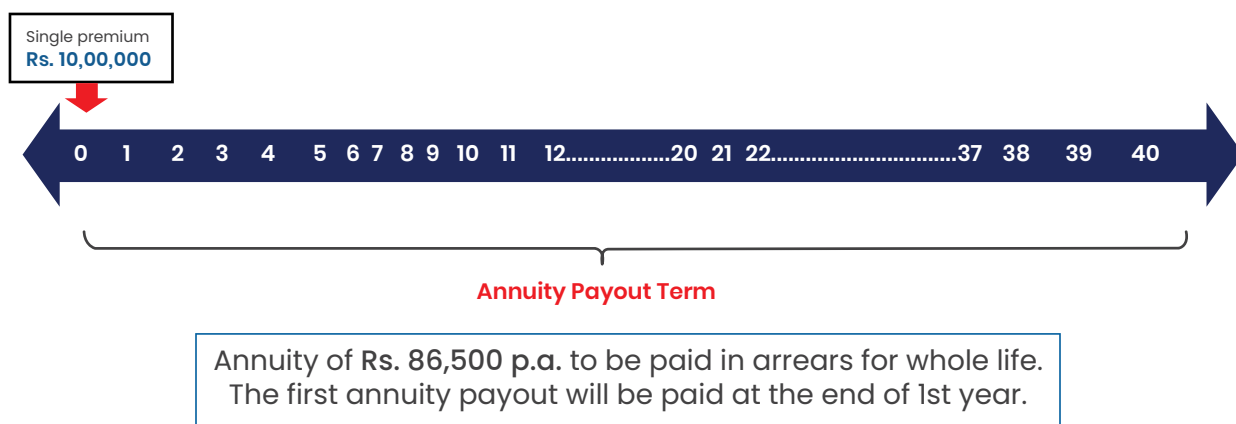 Single premium
Rs. 10,00,000
0 1 2 3 4 5 6 7 8 9 10 11 12..................20 21 22................................37 38 39 40
Annuity Payout Term
Annuity of Rs. 86,500 p.a. to be paid in arrears for whole life.
The first annuity payout will be paid at the end of 1st year.